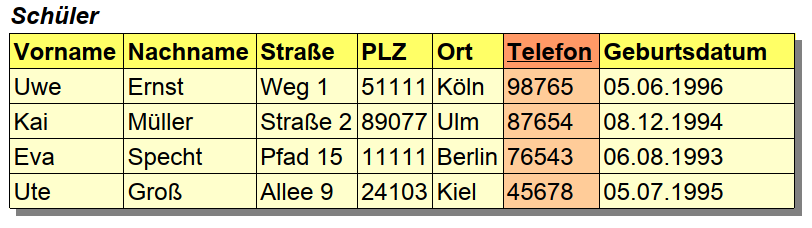 Schüler
Vorname Nachname Straße PLZ Ort Telefon Geburtsdatum
Uwe Ernst Weg 1 51111 Köln 98765 05.06.1996
Kai Müller Straße 2 89077 Ulm 87654 08.12.1994
Eva Specht Pfad 15 11111 Berlin 76543 06.08.1993
Ute Groß Allee 9 24103 Kiel 45678 05.07.1995